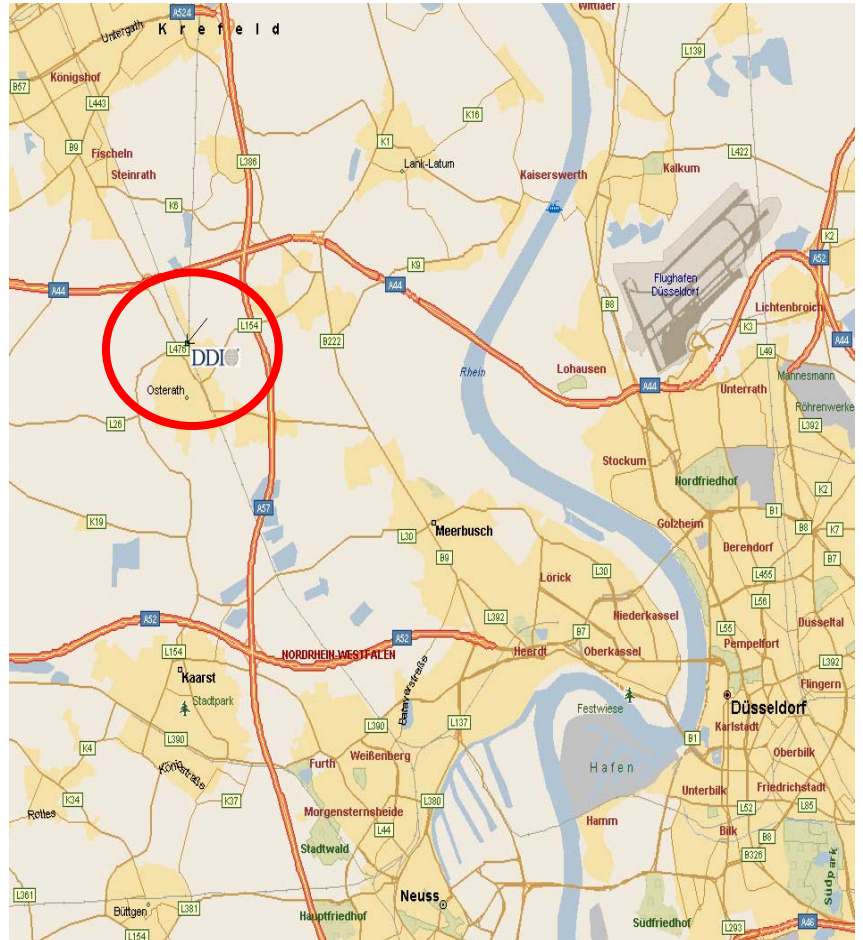 A524
Wittlaer
Krefeld
Untergath
L139
Königshof
B57
L443
K16
B9
K1
Fischeln
L386
Lank-Latum
L422
Steinrath
Kaiserswerth
Kalkum
K6
K2
A52
K9
Flughafen
Düsseldorf
A44
A44
B8
Lichtenbroich
L154
K3
A44
B222
L476
DDI
L49
Rhein
Lohausen
Mannesmann
Osterath
A44
Unterrath
Röhrenwerke
L26
L392
Stockum
Nordfriedhof
K2
A57
B1
K19
Meerbusch
Golzheim
B8
K7
L30
Derendorf
B9
B7
L30
L455
Lörick
L56
A52
L392
Niederkassel
Düsseltal
B7
L55
A52
L154
NORDRHEIN-WESTFALEN
Heerdt
Oberkassel
Pempelfort
L392
Kaarst
Flingern
Stadtpark
Bataverstraße
Festwiese
Düsseldorf
L390
L137
Karlstadt
L390
B1
K4
Weißenberg
Oberbilk
Furth
Hafen
Königstraße
Unterbilk
Friedrichstadt
K34
K37
L380
L52
L85
Rottes
Morgensternsheide
Hamm
L44
Bilk
B8
Stadtwald
B326
Südpark
L361
Neuss
Büttgen
L381
Hauptfriedhof
Südfriedhof
L293
A46
L154